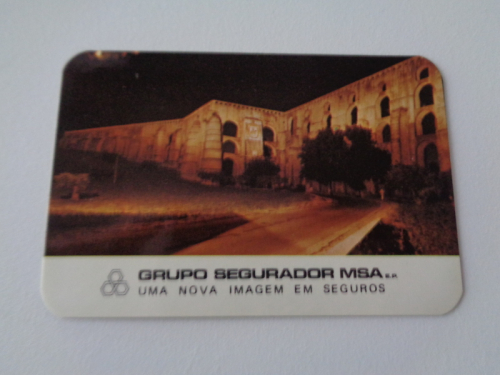 GRUPO SEGURADOR MSA E.P.
UMA NOVA IMAGEM EM SEGUROS